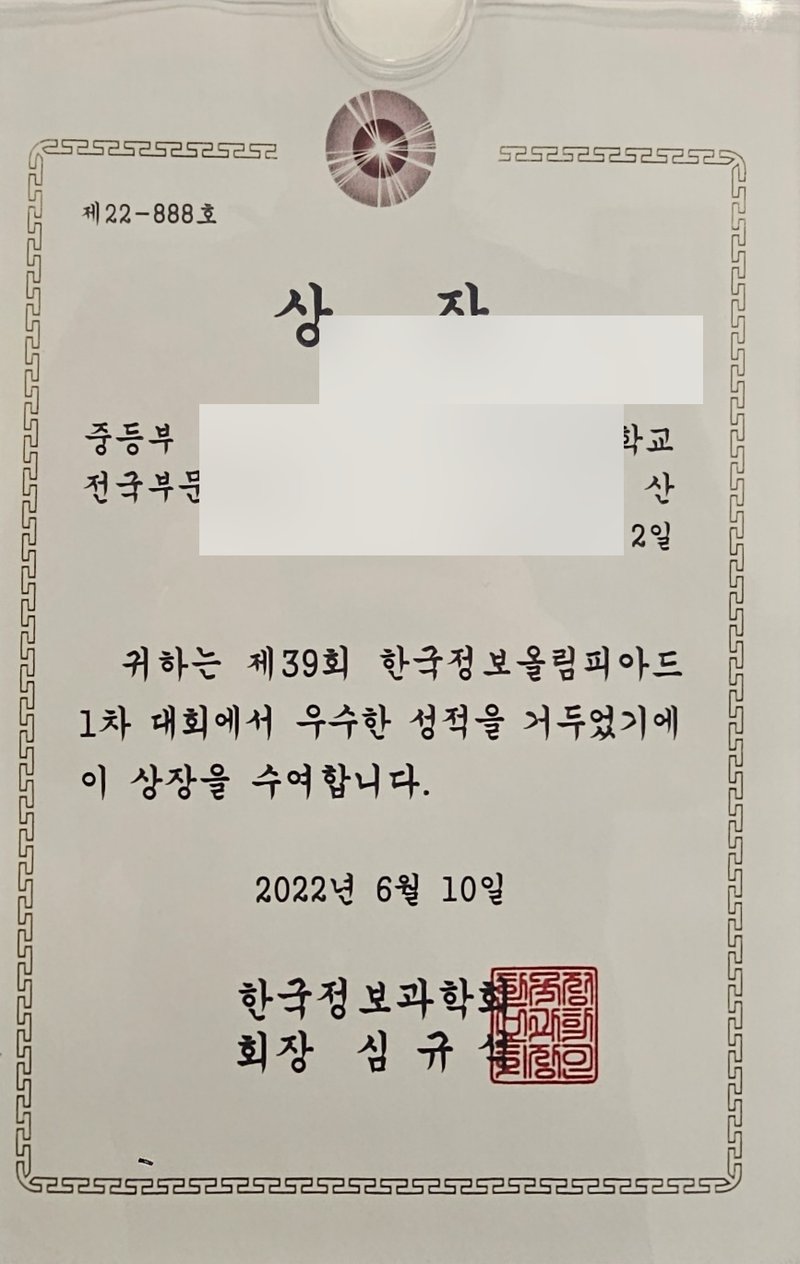 제22-888호
상 장
중등부 학교
전국부문 산
2일
귀하는 제39회 한국정보올림피아드
1차 대회에서 우수한 성적을 거두었기에
이 상장을 수여합니다.
2022년 6월 10일
한국정보과학회
회장 심규